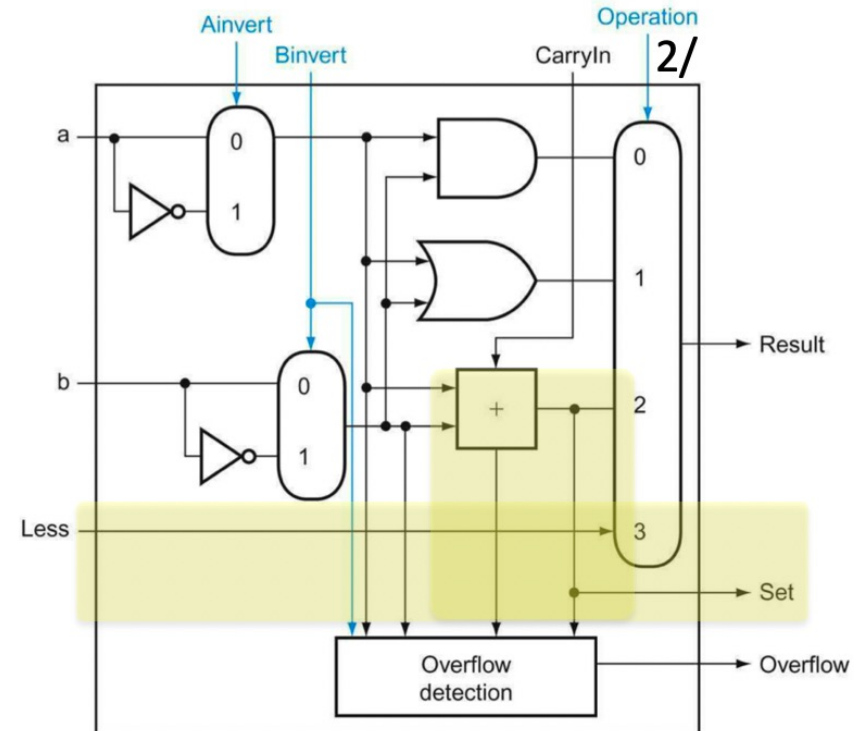 Ainvert
Operation
Binvert
CarryIn
2/
a
0
1
0
1
b
0
1
+
2
Less
3
Result
Set
Overflow
detection
Overflow